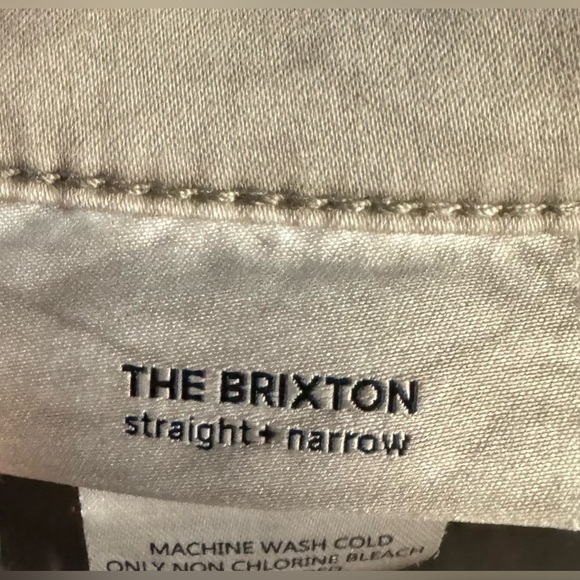 THE BRIXTON
straight+ narrow
MACHINE WASH COLD
ONLY NON CHLORINE BLEACH